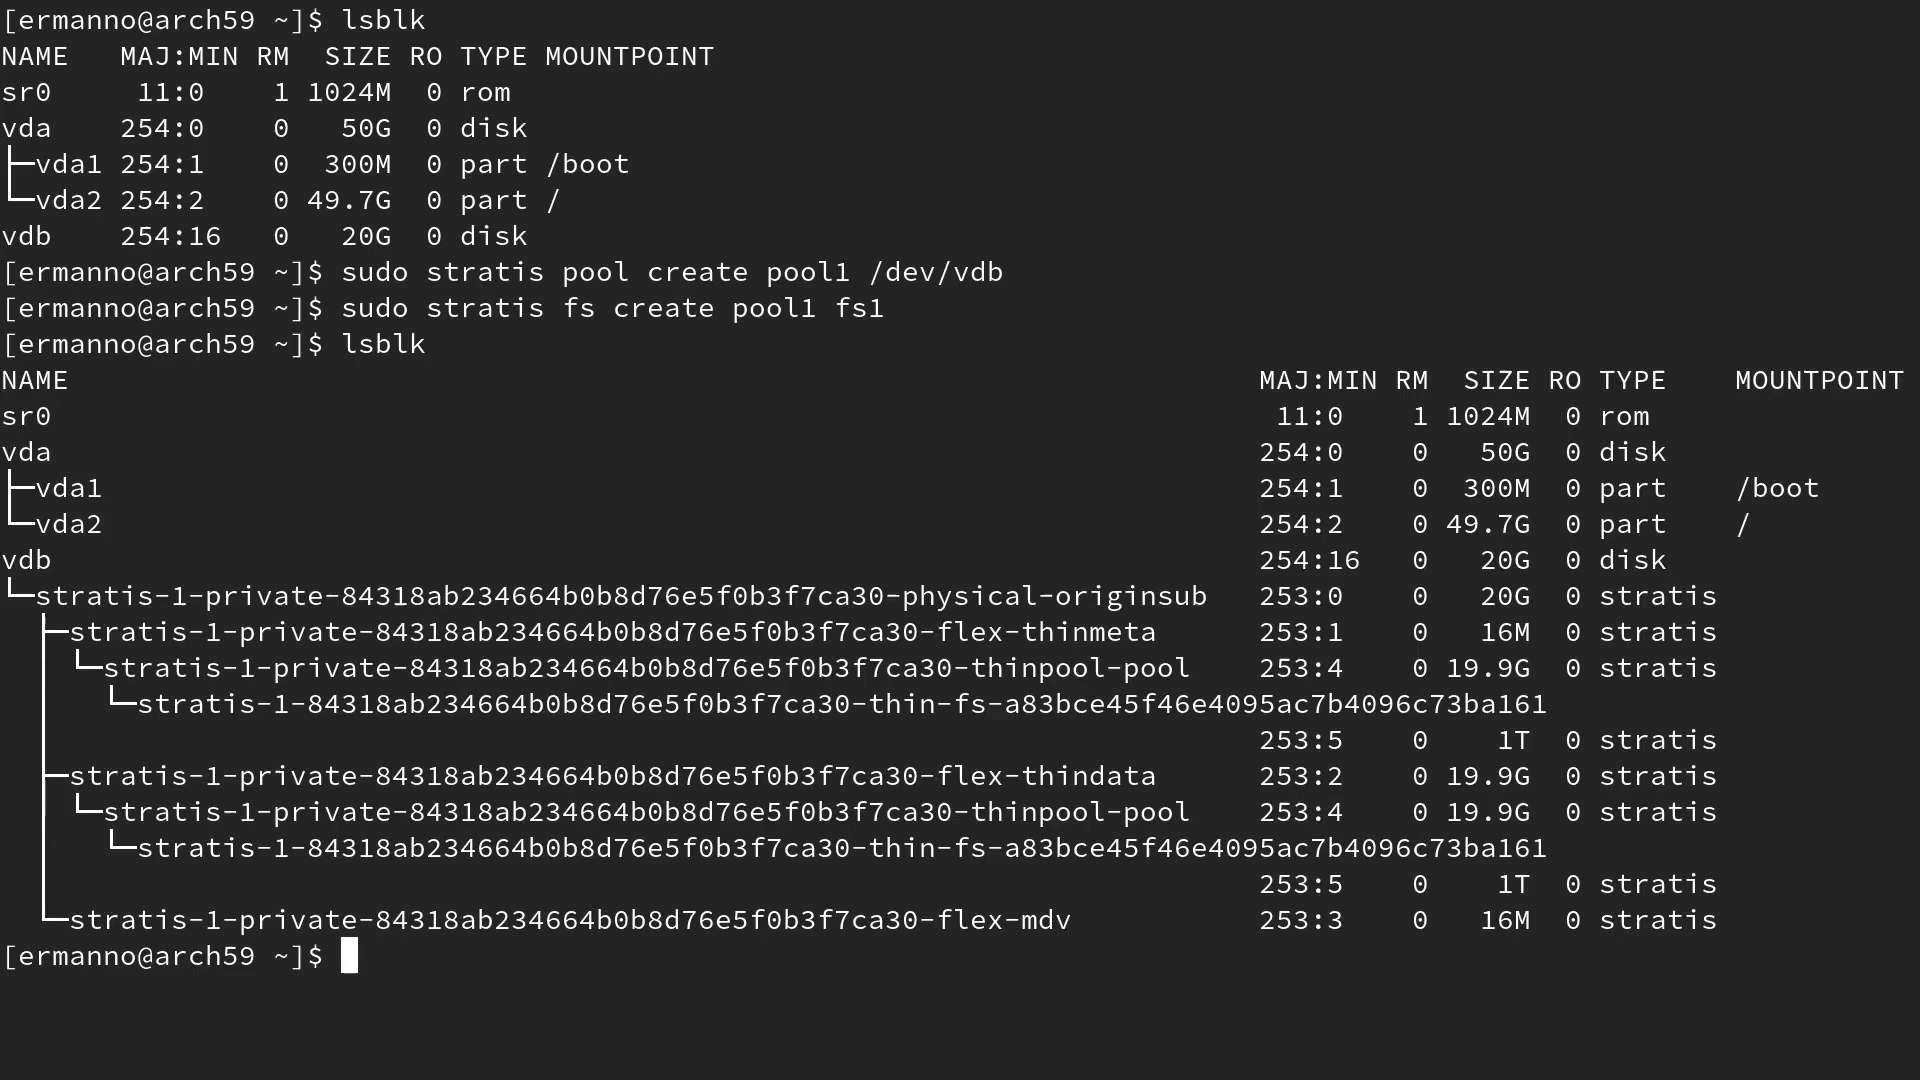 [ermanno@arch59 ~]$ lsblk
NAME   MAJ:MIN RM   SIZE RO TYPE MOUNTPOINT
sr0     11:0    1 1024M  0 rom
vda    254:0    0   50G  0 disk
├─vda1 254:1    0  300M  0 part /boot
└─vda2 254:2    0 49.7G  0 part /
vdb    254:16   0   20G  0 disk
[ermanno@arch59 ~]$ sudo stratis pool create pool1 /dev/vdb
[ermanno@arch59 ~]$ sudo stratis fs create pool1 fs1
[ermanno@arch59 ~]$ lsblk
NAME                                                                       MAJ:MIN RM   SIZE RO TYPE    MOUNTPOINT
sr0                                                                         11:0    1 1024M  0 rom
vda                                                                        254:0    0   50G  0 disk
├─vda1                                                                     254:1    0  300M  0 part    /boot
└─vda2                                                                     254:2    0 49.7G  0 part    /
vdb                                                                        254:16   0   20G  0 disk
└─stratis-1-private-84318ab234664b0b8d76e5f0b3f7ca30-physical-originsub   253:0    0   20G  0 stratis
  ├─stratis-1-private-84318ab234664b0b8d76e5f0b3f7ca30-flex-thinmeta      253:1    0   16M  0 stratis
  │ └─stratis-1-private-84318ab234664b0b8d76e5f0b3f7ca30-thinpool-pool    253:4    0 19.9G  0 stratis
  │   └─stratis-1-84318ab234664b0b8d76e5f0b3f7ca30-thin-fs-a83bce45f46e4095ac7b4096c73ba161
  │                                                                        253:5    0    1T  0 stratis
  ├─stratis-1-private-84318ab234664b0b8d76e5f0b3f7ca30-flex-thindata      253:2    0 19.9G  0 stratis
  │ └─stratis-1-private-84318ab234664b0b8d76e5f0b3f7ca30-thinpool-pool    253:4    0 19.9G  0 stratis
  │   └─stratis-1-84318ab234664b0b8d76e5f0b3f7ca30-thin-fs-a83bce45f46e4095ac7b4096c73ba161
  │                                                                        253:5    0    1T  0 stratis
  └─stratis-1-private-84318ab234664b0b8d76e5f0b3f7ca30-flex-mdv           253:3    0   16M  0 stratis
[ermanno@arch59 ~]$